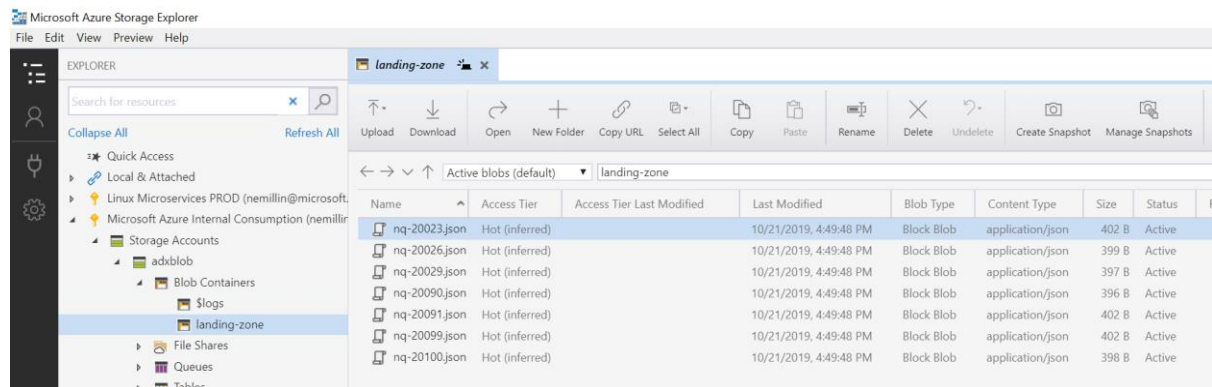 Microsoft Azure Storage Explorer
File Edit View Preview Help
EXPLORER
Search for resources
Collapse All Refresh All
Quick Access
Local & Attached
Linux Microservices PROD (nemillin@microsoft.
Microsoft Azure Internal Consumption (nemillin
Storage Accounts
adxblob
Blob Containers
$logs
landing-zone
File Shares
Queues
Tables
landing-zone
Upload Download Open New Folder Copy URL Select All Copy Paste Rename Delete Undelete Create Snapshot Manage Snapshots
Active blobs (default) landing-zone
Name Access Tier Access Tier Last Modified Last Modified Blob Type Content Type Size Status
nq-20023.json Hot (inferred) 10/21/2019, 4:49:48 PM Block Blob application/json 402 B Active
nq-20026.json Hot (inferred) 10/21/2019, 4:49:48 PM Block Blob application/json 399 B Active
nq-20029.json Hot (inferred) 10/21/2019, 4:49:48 PM Block Blob application/json 397 B Active
nq-20090.json Hot (inferred) 10/21/2019, 4:49:48 PM Block Blob application/json 396 B Active
nq-20091.json Hot (inferred) 10/21/2019, 4:49:48 PM Block Blob application/json 402 B Active
nq-20099.json Hot (inferred) 10/21/2019, 4:49:48 PM Block Blob application/json 402 B Active
nq-20100.json Hot (inferred) 10/21/2019, 4:49:48 PM Block Blob application/json 398 B Active